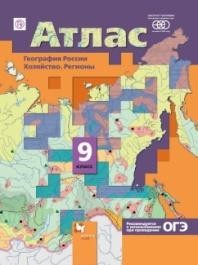 Атлас
География России
Хозяйство. Регионы
9
класс
Рекомендуется
к использованию
при проведении
ОГЭ